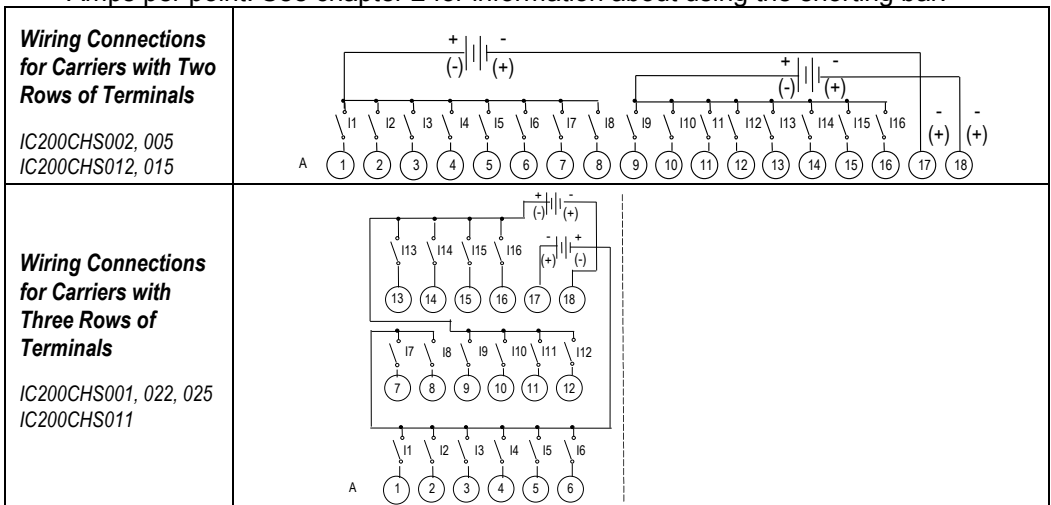 Amps per point. See chapter 2 for information about using the shorting bar.
Wiring Connections
for Carriers with Two
Rows of Terminals
IC200CHS002, 005
IC200CHS012, 015
+ -
(-) (+)
+ -
(-) (+)
I1 I2 I3 I4 I5 I6 I7 I8 I9 I10 11 I12 I13 I14 I15 I16
- -
(+) (+)
A 1 2 3 4 5 6 7 8 9 10 11 12 13 14 15 16 17 18
Wiring Connections
for Carriers with
Three Rows of
Terminals
IC200CHS001, 022, 025
IC200CHS011
+ -
(-) (+)
- +
(+) (-)
I13 I14 I15 I16
13 14 15 16 17 18
I7 I8 I9 I10 I11 I12
7 8 9 10 11 12
I1 I2 I3 I4 I5 I6
A 1 2 3 4 5 6